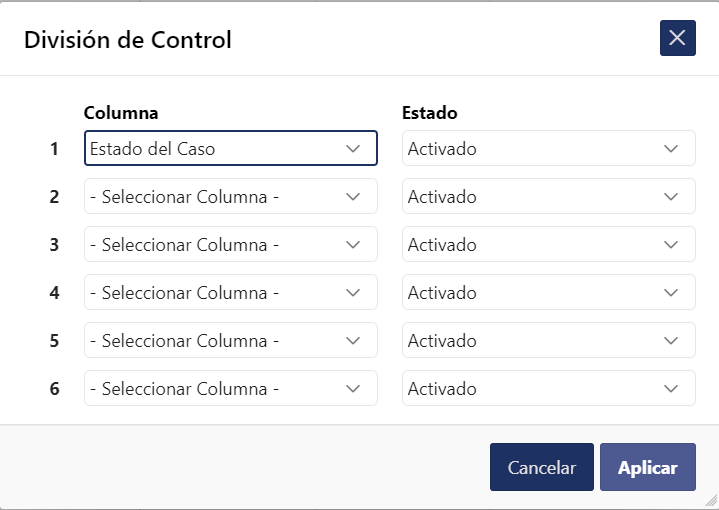 División de Control
Columna Estado
1 Estado del Caso Activado
2 - Seleccionar Columna - Activado
3 - Seleccionar Columna - Activado
4 - Seleccionar Columna - Activado
5 - Seleccionar Columna - Activado
6 - Seleccionar Columna - Activado
Cancelar Aplicar